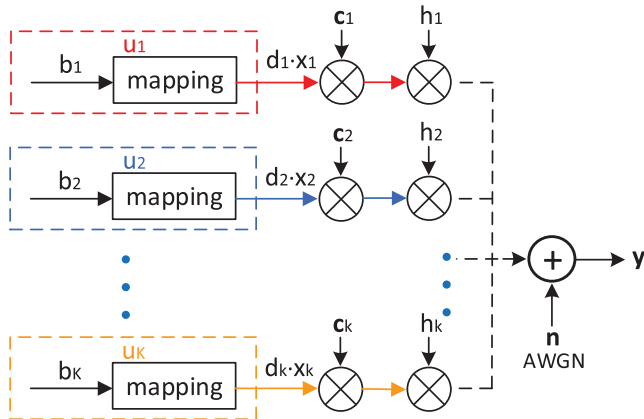 c1 h1
u1
b1 mapping d1·x1
c2 h2
u2
b2 mapping d2·x2
+ y
ck hk n
uK AWGN
bK mapping dk·xk